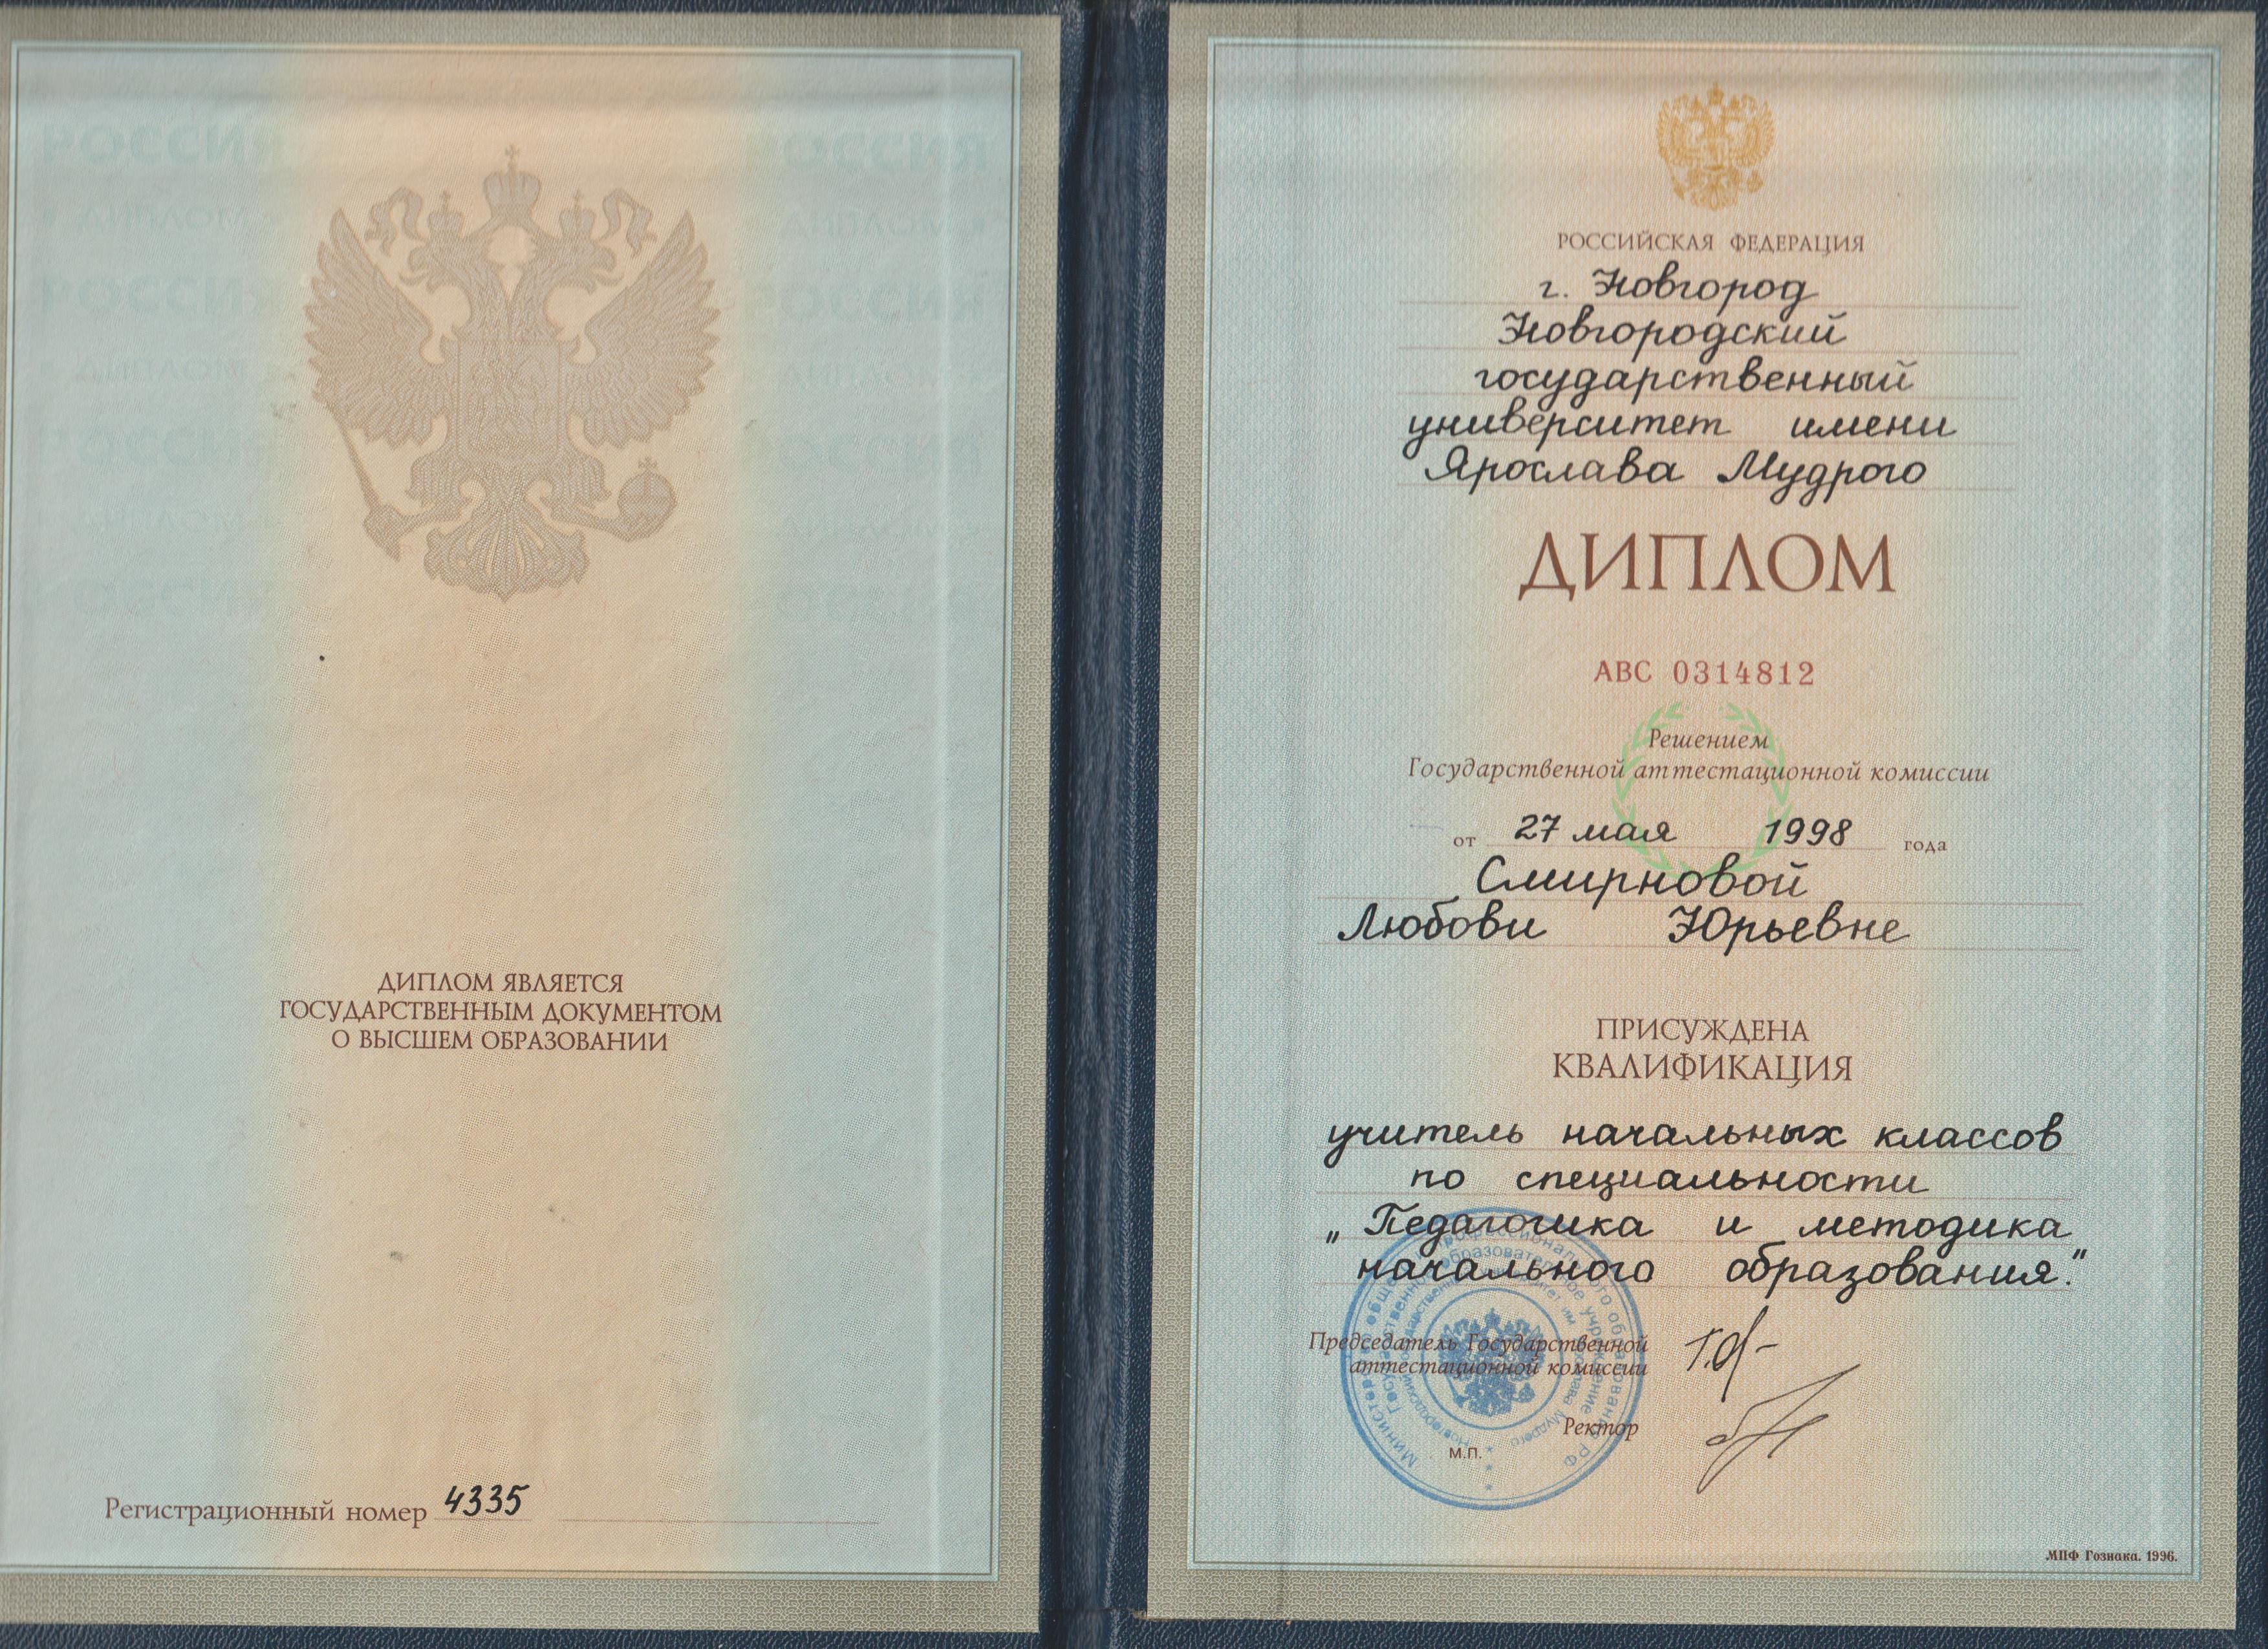 ДИПЛОМ ЯВЛЯЕТСЯ
ГОСУДАРСТВЕННЫМ ДОКУМЕНТОМ
О ВЫСШЕМ ОБРАЗОВАНИИ
Регистрационный номер 4335
РОССИЙСКАЯ ФЕДЕРАЦИЯ
г. Новгород
Новгородский
государственный
университет имени
Ярослава Мудрого
ДИПЛОМ
АВС 0314812
Решением
Государственной аттестационной комиссии
от 27 мая 1998 года
Смирновой
Любови Юрьевне
ПРИСУЖДЕНА
КВАЛИФИКАЦИЯ
учитель начальных классов
по специальности
„Педагогика и методика
начального образования."
Председатель Государственной
аттестационной комиссии
Ректор
М.П.
МПФ Гознака. 1996.